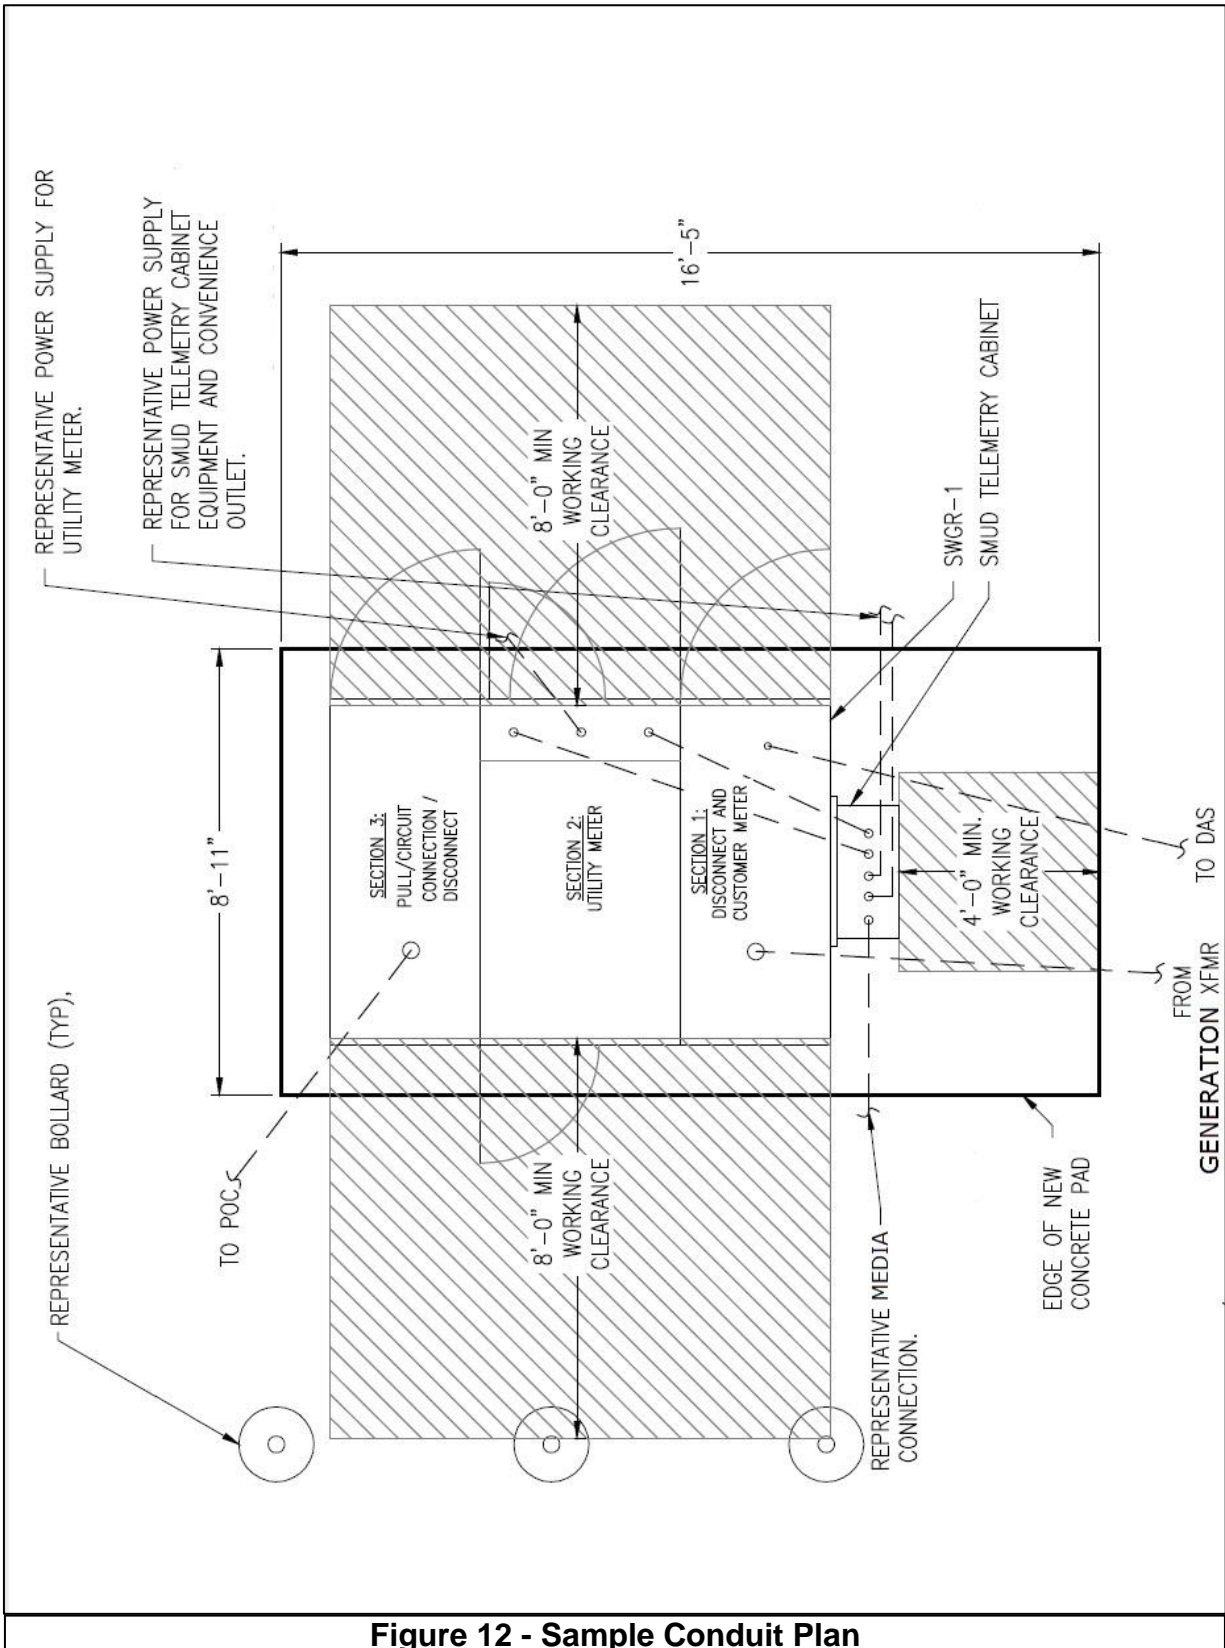 REPRESENTATIVE POWER SUPPLY FOR
UTILITY METER.
REPRESENTATIVE POWER SUPPLY
FOR SMUD TELEMETRY CABINET
EQUIPMENT AND CONVENIENCE
OUTLET.
16'-5"
8'-0" MIN
WORKING
CLEARANCE
SWGR-1
SMUD TELEMETRY CABINET
8'-11"
SECTION 3:
PULL/CIRCUIT
CONNECTION /
DISCONNECT
SECTION 2:
UTILITY METER
SECTION 1:
DISCONNECT AND
CUSTOMER METER
4'-0" MIN.
WORKING
CLEARANCE
TO DAS
FROM
GENERATION XFMR
REPRESENTATIVE BOLLARD (TYP),
TO POC
8'-0" MIN
WORKING
CLEARANCE
EDGE OF NEW
CONCRETE PAD
REPRESENTATIVE MEDIA
CONNECTION.
Figure 12 - Sample Conduit Plan